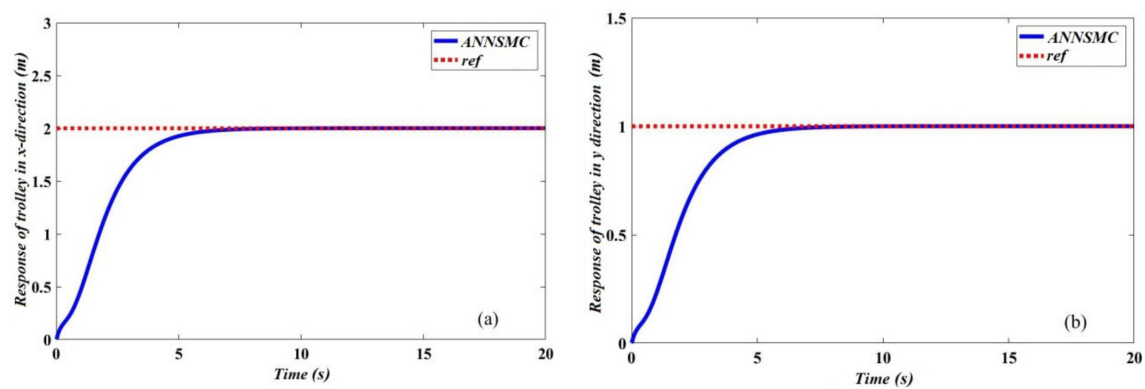 3
2.5
2
1.5
1
0.5
0
0
5
10
15
20
Response of trolley in x-direction (m)
Time (s)
ANNSMC
ref
(a)
1.5
1
0.5
0
0
5
10
15
20
Response of trolley in y direction (m)
Time (s)
ANNSMC
ref
(b)